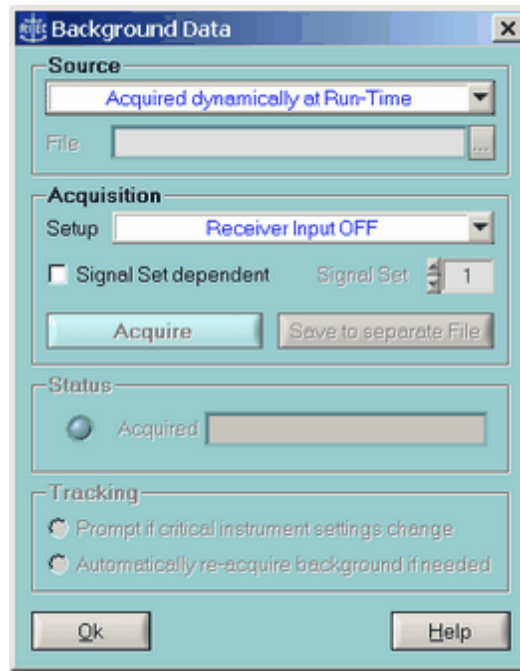 RITEC Background Data
Source
Acquired dynamically at Run-Time
File ...
Acquisition
Setup Receiver Input OFF
Signal Set dependent Signal Set 1
Acquire Save to separate File
Status
Acquired
Tracking
Prompt if critical instrument settings change
Automatically re-acquire background if needed
Ok Help